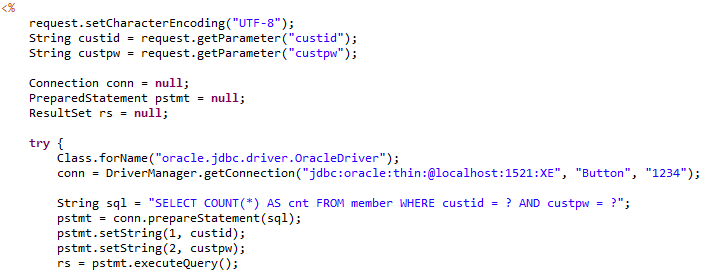 <%
request.setCharacterEncoding("UTF-8");
String custid = request.getParameter("custid");
String custpw = request.getParameter("custpw");
Connection conn = null;
PreparedStatement pstmt = null;
ResultSet rs = null;
try {
Class.forName("oracle.jdbc.driver.OracleDriver");
conn = DriverManager.getConnection("jdbc:oracle:thin:@localhost:1521:XE", "Button", "1234");
String sql = "SELECT COUNT(*) AS cnt FROM member WHERE custid = ? AND custpw = ?";
pstmt = conn.prepareStatement(sql);
pstmt.setString(1, custid);
pstmt.setString(2, custpw);
rs = pstmt.executeQuery();